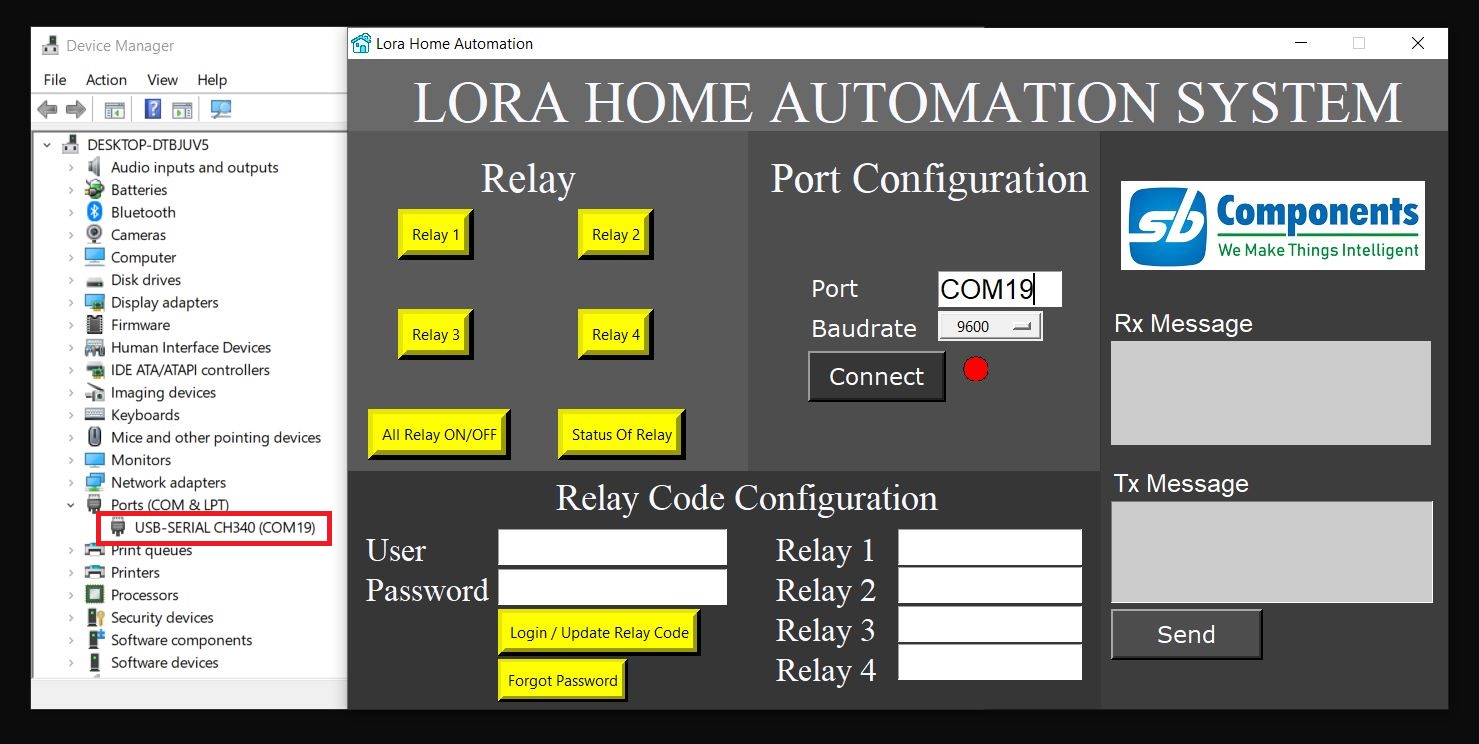 Device Manager
File Action View Help
DESKTOP-DTBJUV5
Audio inputs and outputs
Batteries
Bluetooth
Cameras
Computer
Disk drives
Display adapters
Firmware
Human Interface Devices
IDE ATA/ATAPI controllers
Imaging devices
Keyboards
Mice and other pointing devices
Monitors
Network adapters
Ports (COM & LPT)
USB-SERIAL CH340 (COM19)
Print queues
Printers
Processors
Security devices
Software components
Software devices
Lora Home Automation
LORA HOME AUTOMATION SYSTEM
Relay
Relay 1 Relay 2
Relay 3 Relay 4
All Relay ON/OFF Status Of Relay
Port Configuration
Port COM19
Baudrate 9600
Connect
Relay Code Configuration
User
Password
Login / Update Relay Code
Forgot Password
Relay 1
Relay 2
Relay 3
Relay 4
sb Components
We Make Things Intelligent
Rx Message
Tx Message
Send